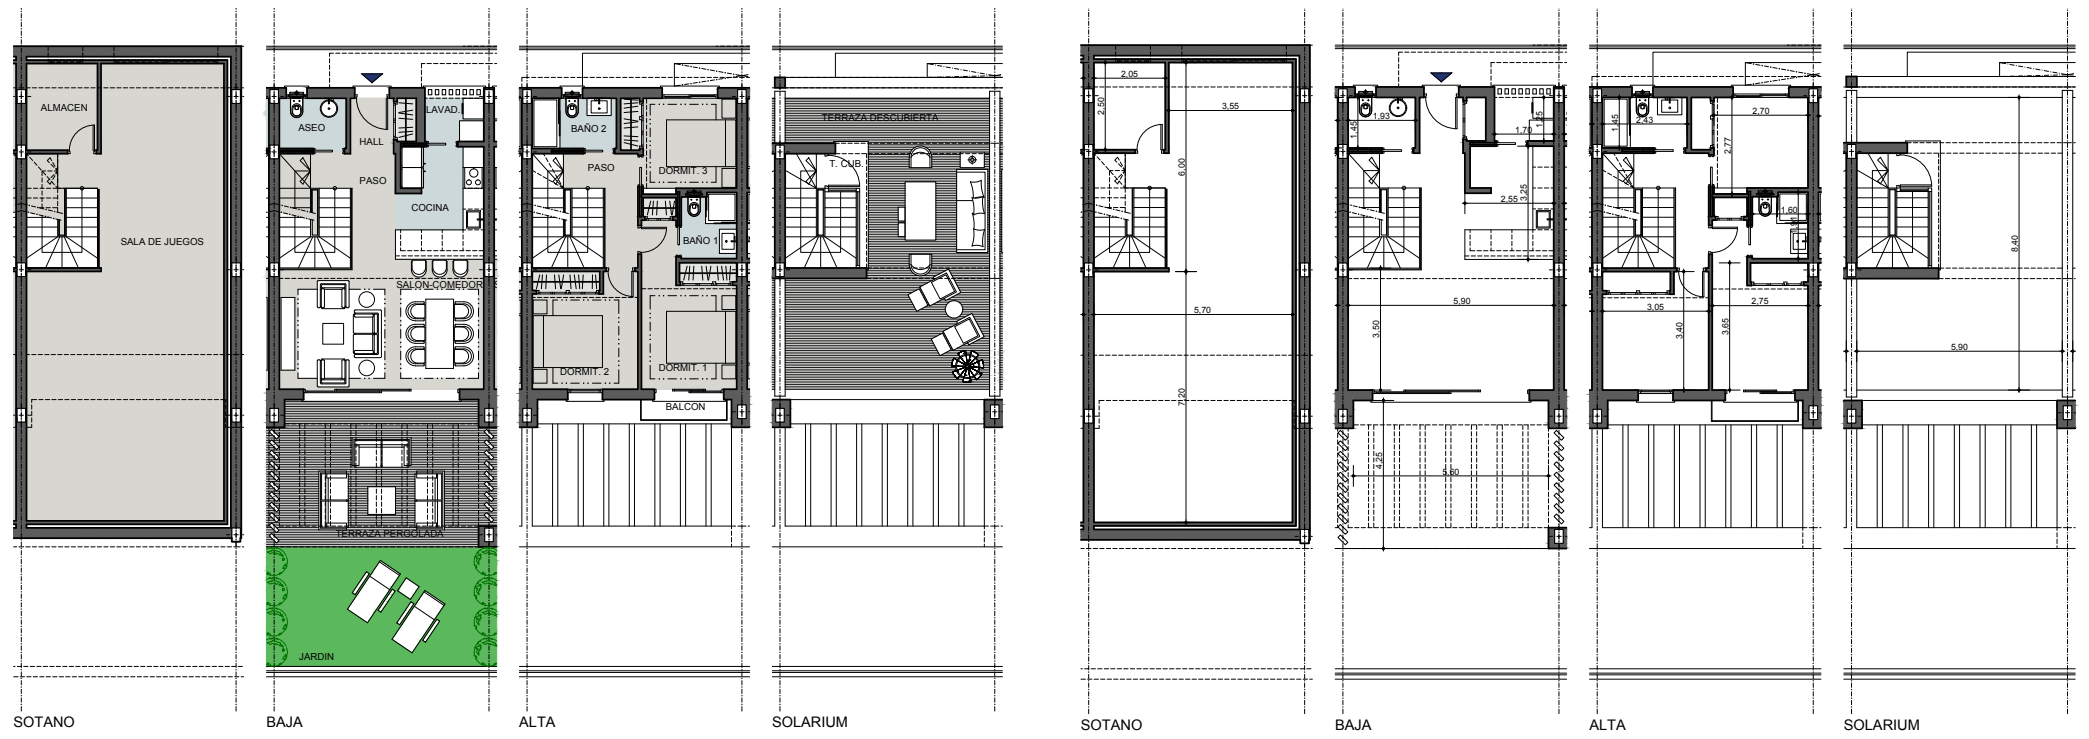 ALMACEN
SALA DE JUEGOS
SOTANO
ASEO
LAVAD.
HALL
PASO
COCINA
SALON-COMEDOR
TERRAZA PERGOLADA
JARDIN
BAJA
BAÑO 2
PASO
DORMIT. 3
BAÑO 1
DORMIT. 2
DORMIT. 1
BALCON
ALTA
TERRAZA DESCUBIERTA
T. CUB.
SOLARIUM
2,05
2,50
3,55
6,00
5,70
7,20
SOTANO
1,93
1,45
1,70
3,25
2,55
5,90
3,50
4,25
5,60
BAJA
1,45
2,43
2,70
2,77
1,60
3,05
3,40
3,65
2,75
ALTA
8,40
5,90
SOLARIUM